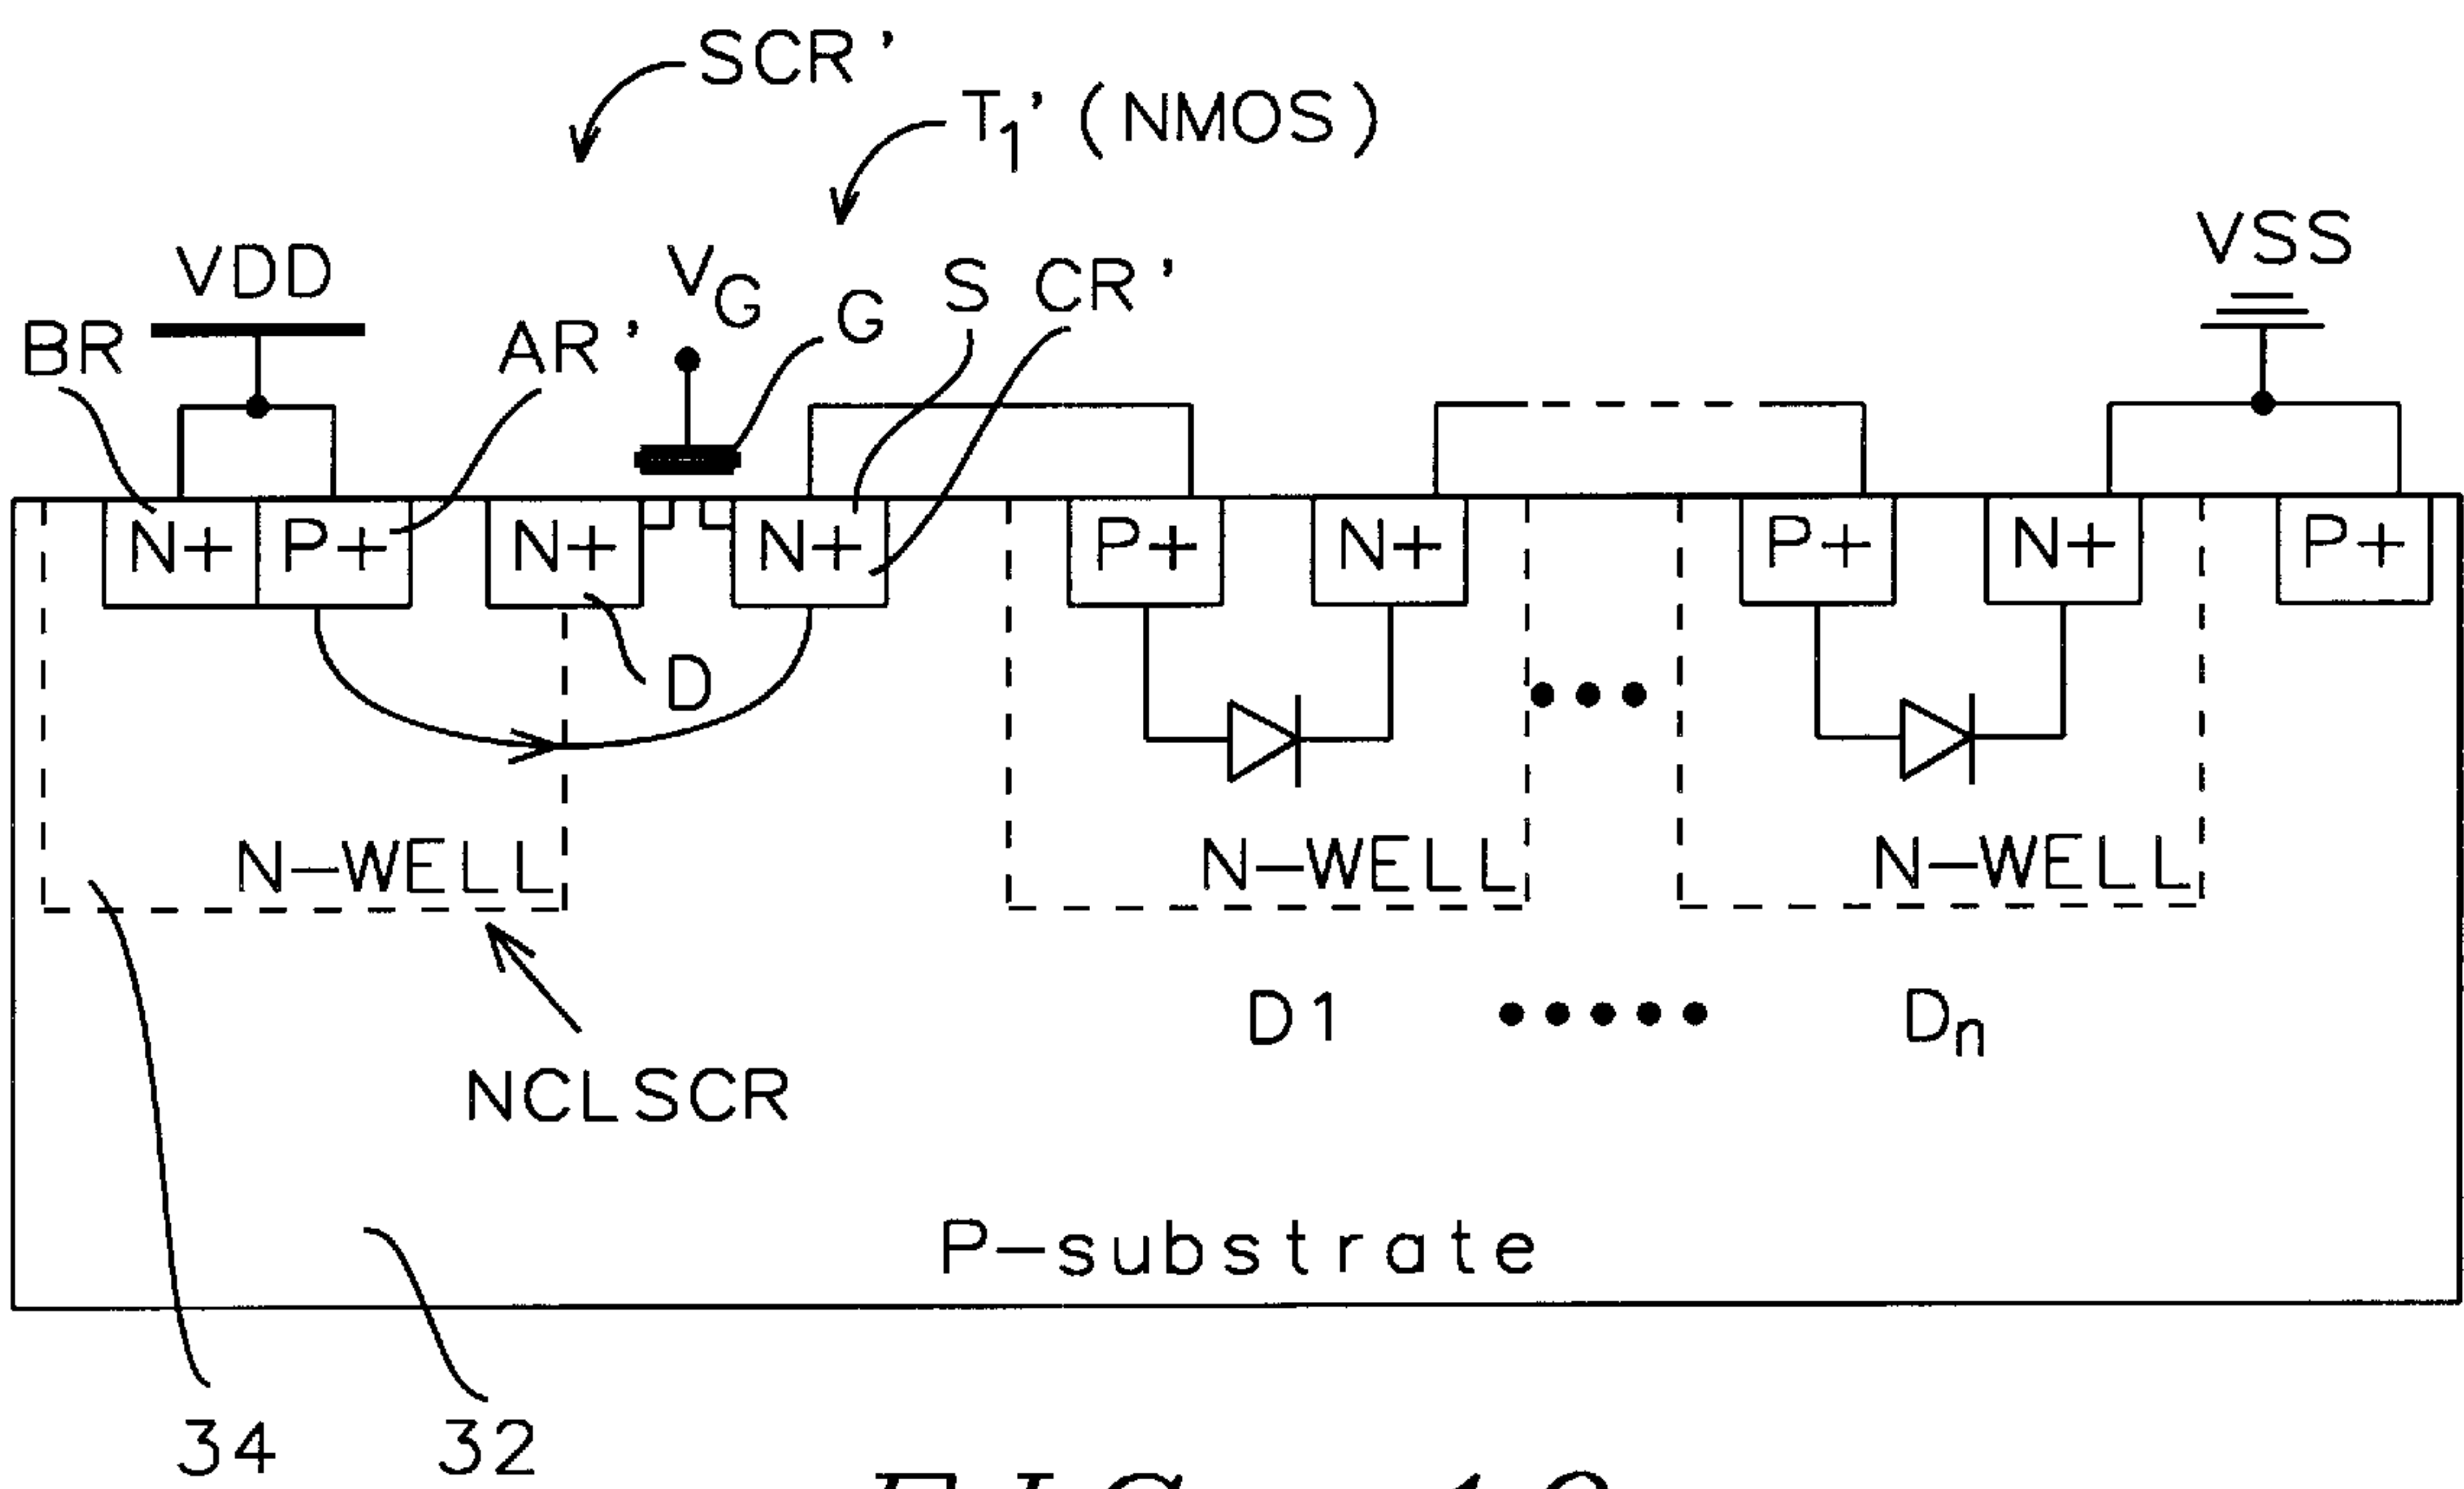 SCR'
T1' (NMOS)
VDD
VG
G
S
CR'
VSS
BR
AR'
N+
P+
N+
N+
P+
N+
P+
N+
P+
D
N-WELL
N-WELL
N-WELL
NCLSCR
D1
Dn
P-substrate
34
32